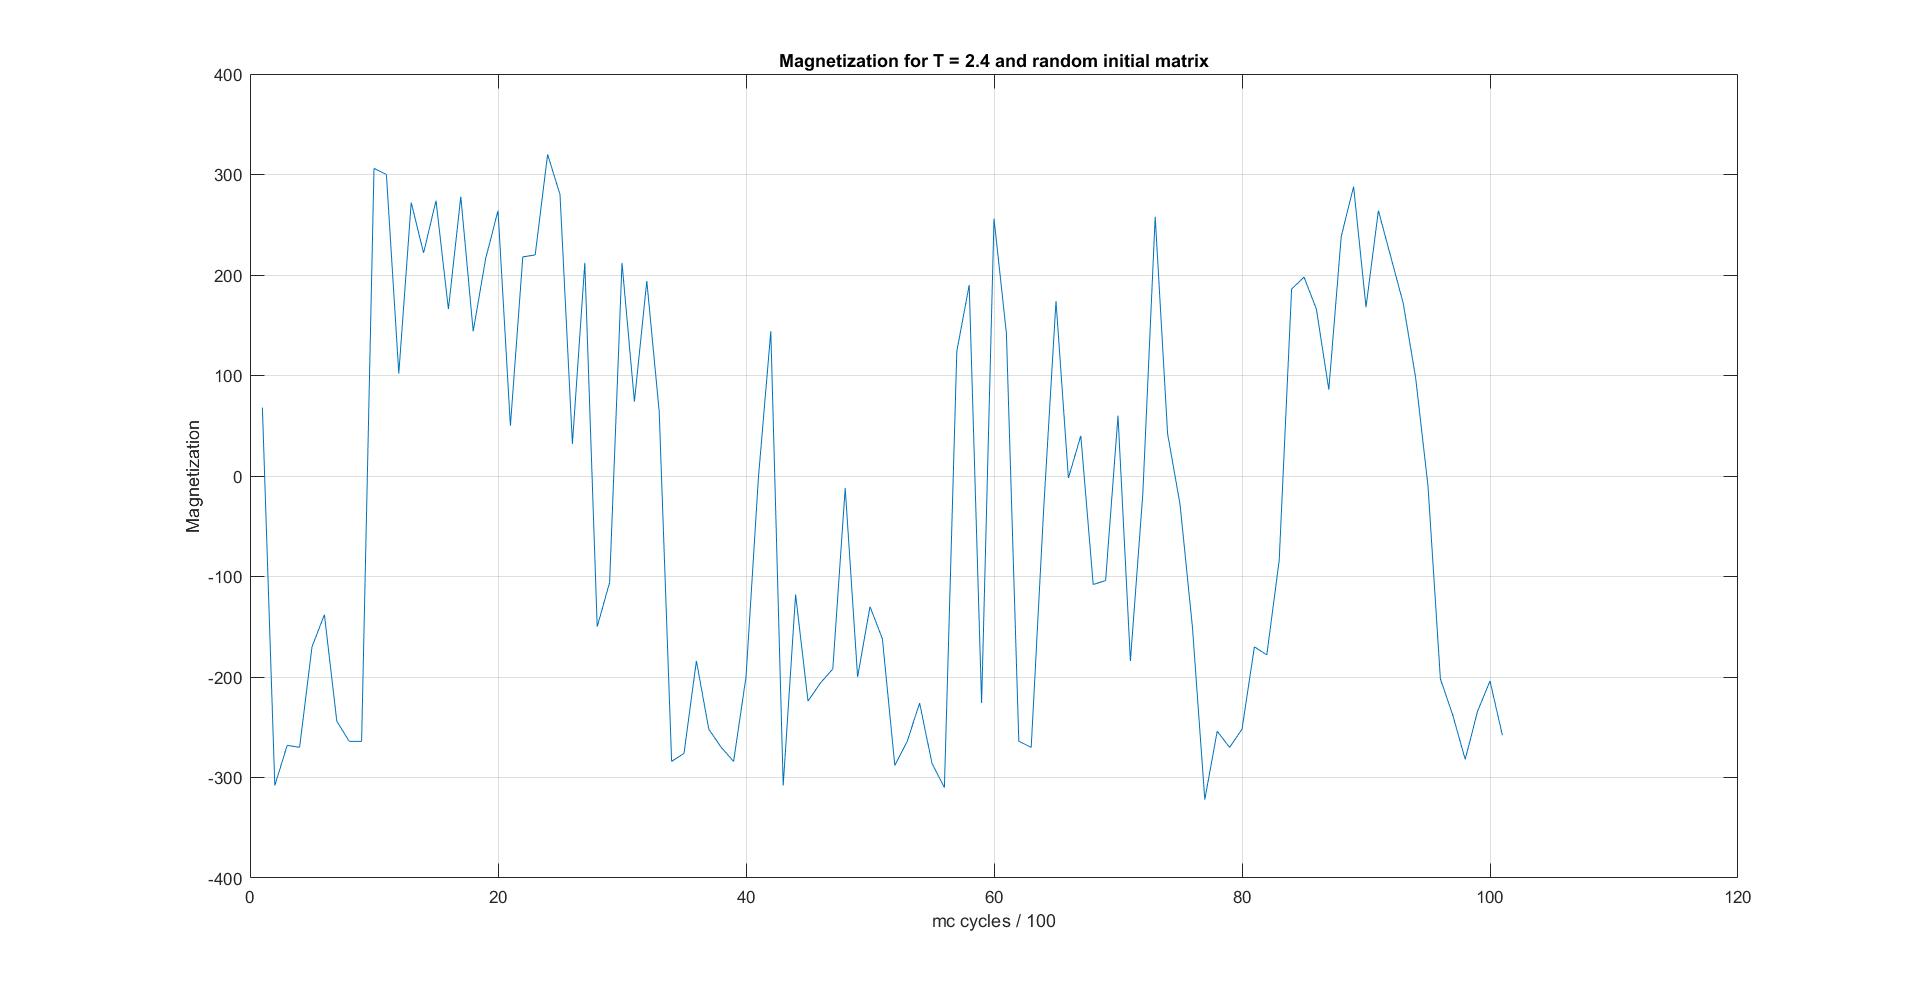 Magnetization for T = 2.4 and random initial matrix
400
300
200
100
0
-100
-200
-300
-400
Magnetization
0 20 40 60 80 100 120
mc cycles / 100